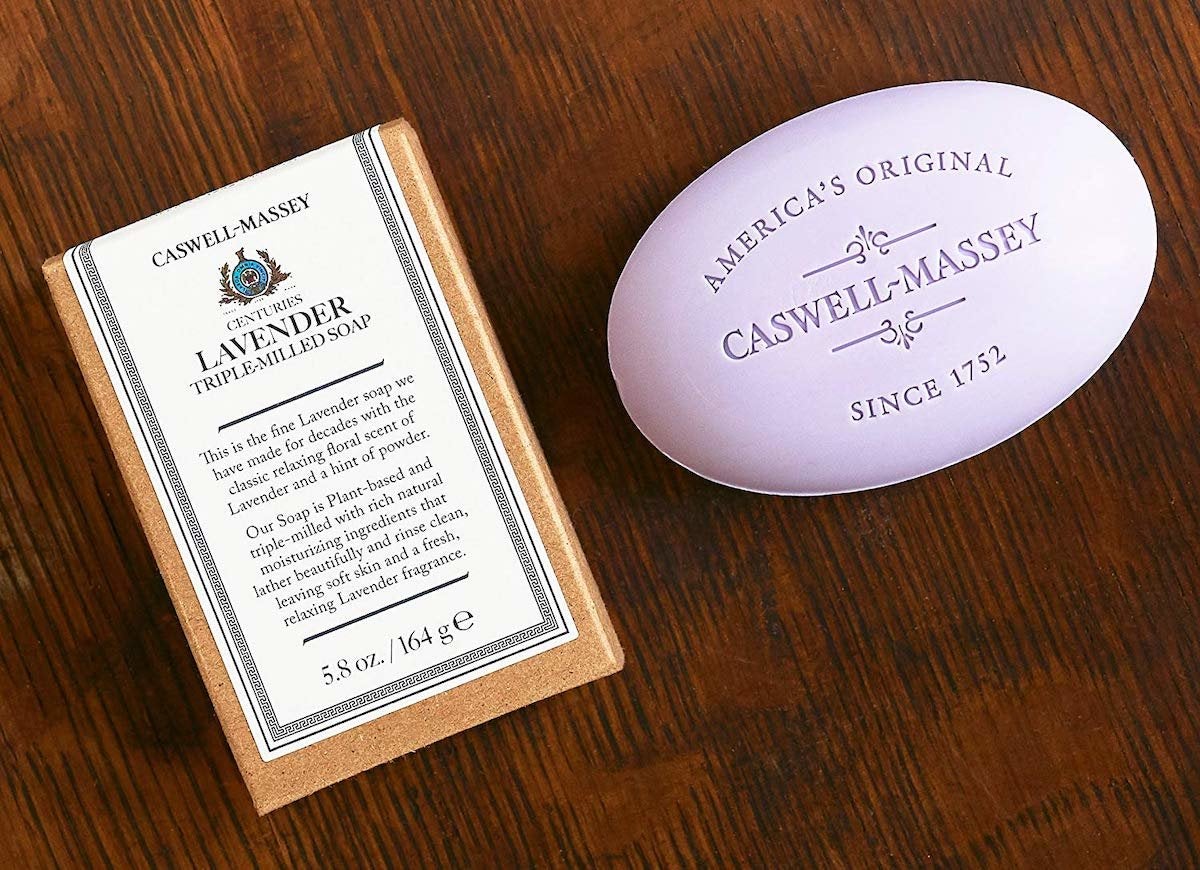 CASWELL~MASSEY
CENTURIES
LAVENDER
TRIPLE-MILLED SOAP
This is the fine Lavender soap we
have made for decades with the
classic relaxing floral scent of
Lavender and a hint of powder.
Our Soap is Plant-based and
triple-milled with rich natural
moisturizing ingredients that
lather beautifully and rinse clean,
leaving soft skin and a fresh,
relaxing Lavender fragrance.
5.8 oz. / 164 g ℮
AMERICA'S ORIGINAL
CASWELL~MASSEY
SINCE 1752